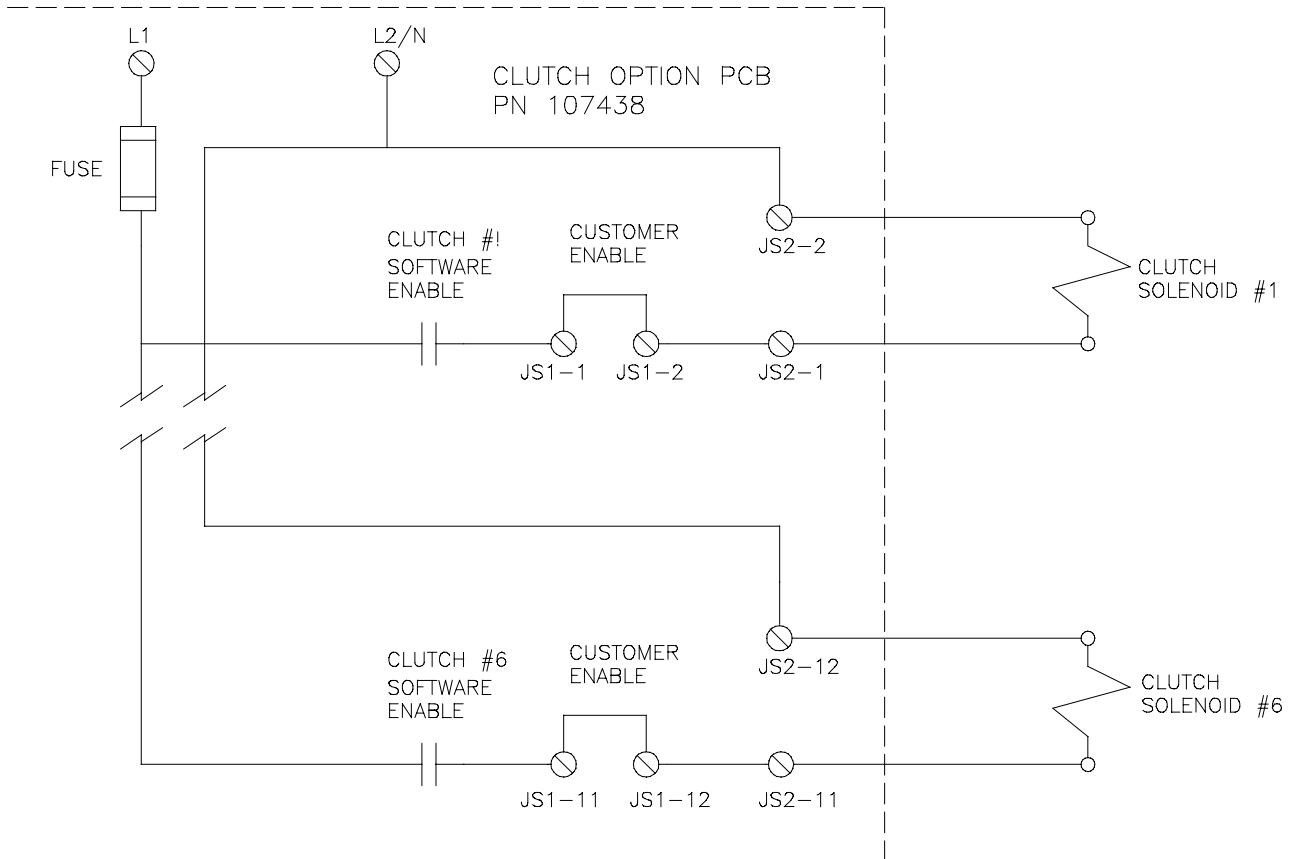 L1
L2/N
CLUTCH OPTION PCB
PN 107438
FUSE
CLUTCH #!
SOFTWARE
ENABLE
CUSTOMER
ENABLE
JS2-2
CLUTCH
SOLENOID #1
JS1-1
JS1-2
JS2-1
CLUTCH #6
SOFTWARE
ENABLE
CUSTOMER
ENABLE
JS2-12
CLUTCH
SOLENOID #6
JS1-11
JS1-12
JS2-11